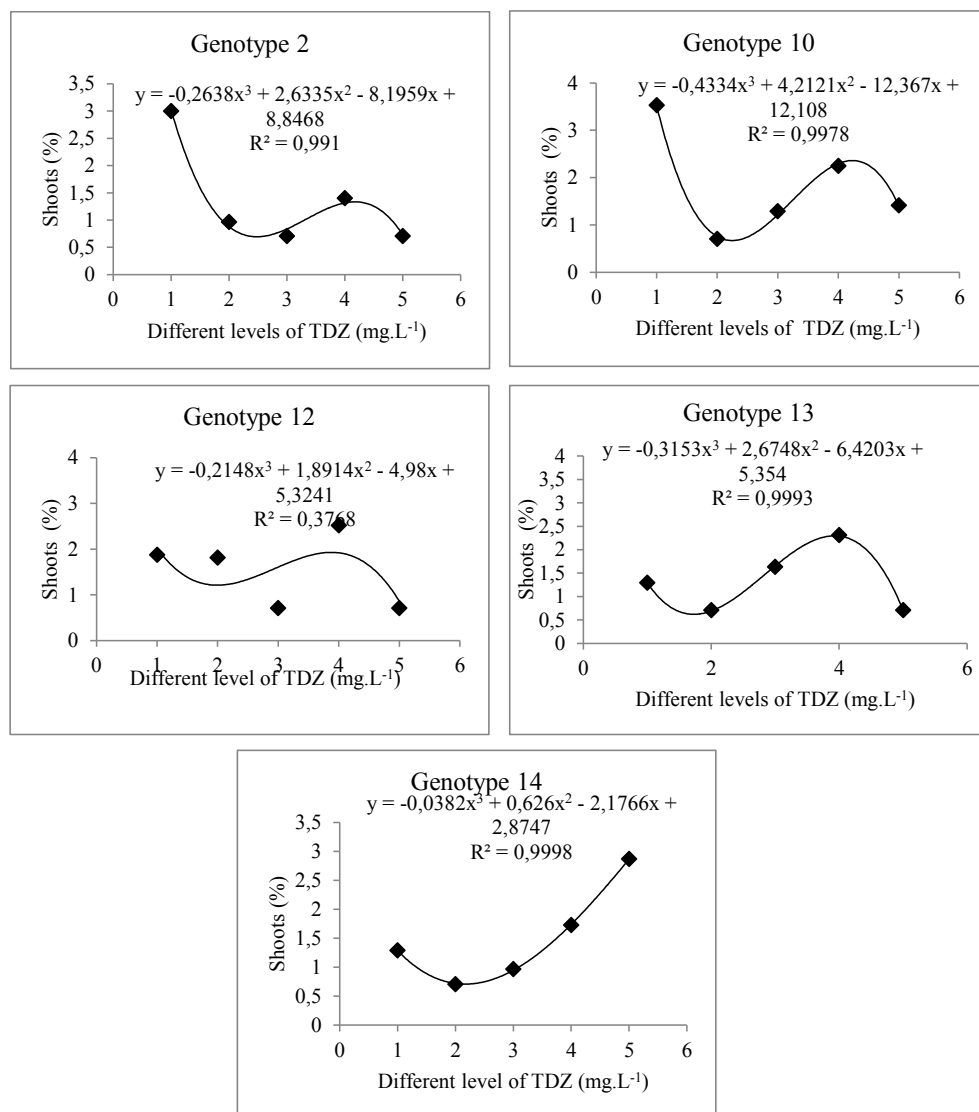 Genotype 2
y = -0,2638x³ + 2,6335x² - 8,1959x +
8,8468
R² = 0,991
3,5
3
2,5
2
1,5
1
0,5
0
Shoots (%)
0 1 2 3 4 5 6
Different levels of TDZ (mg.L⁻¹)
Genotype 10
y = -0,4334x³ + 4,2121x² - 12,367x +
12,108
R² = 0,9978
4
3
2
1
0
Shoots (%)
0 1 2 3 4 5 6
Different levels of TDZ (mg.L⁻¹)
Genotype 12
y = -0,2148x³ + 1,8914x² - 4,98x +
5,3241
R² = 0,3768
4
3
2
1
0
Shoots (%)
0 1 2 3 4 5 6
Different level of TDZ (mg.L⁻¹)
Genotype 13
y = -0,3153x³ + 2,6748x² - 6,4203x +
5,354
R² = 0,9993
4
3,5
3
2,5
2
1,5
1
0,5
0
Shoots (%)
0 2 4 6
Different levels of TDZ (mg.L⁻¹)
Genotype 14
y = -0,0382x³ + 0,626x² - 2,1766x +
2,8747
R² = 0,9998
3,5
3
2,5
2
1,5
1
0,5
0
Shoots (%)
0 1 2 3 4 5 6
Different level of TDZ (mg.L⁻¹)